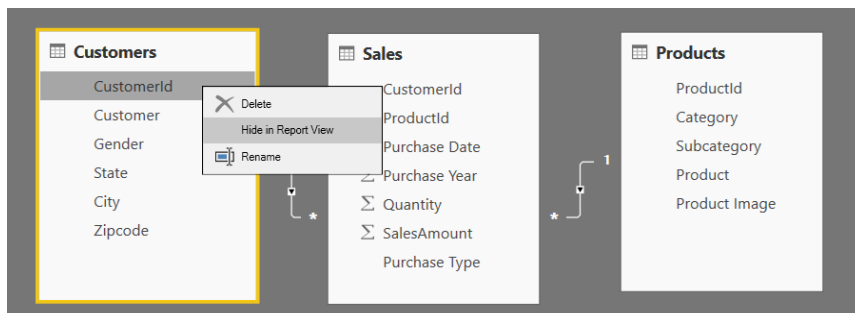 Customers
CustomerId
Customer
Gender
State
City
Zipcode
Delete
Hide in Report View
Rename
*
Sales
CustomerId
ProductId
Purchase Date
Σ Purchase Year
Σ Quantity
Σ SalesAmount
Purchase Type
*
1
Products
ProductId
Category
Subcategory
Product
Product Image